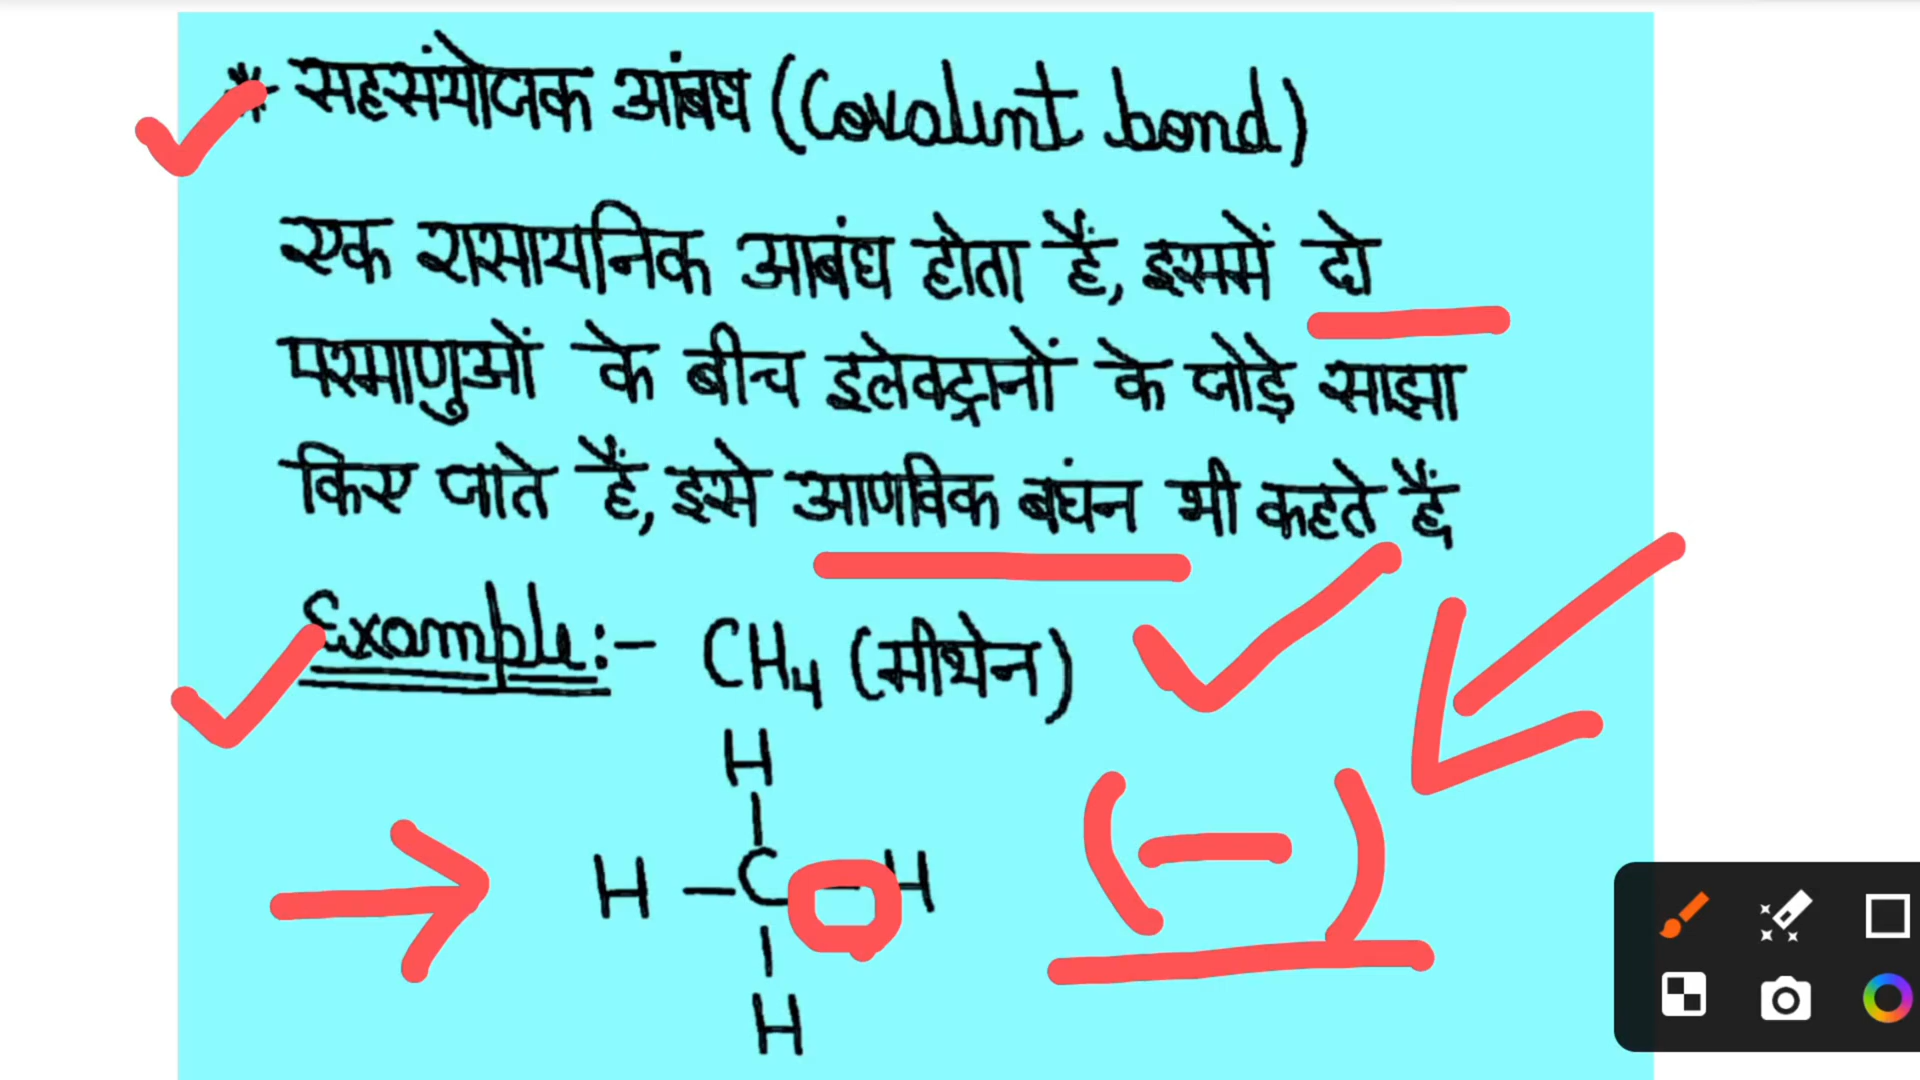 * सहसंयोजक आंबध (Covalent bond)
एक रासायनिक आबंध होता हैं, इसमें दो
परमाणुओं के बीच इलेक्ट्रानों के जोड़े साझा
किए जाते हैं, इसे आणविक बंधन भी कहते हैं
Example:- CH4 (मीथेन)
H
H - C - H
H
(-)